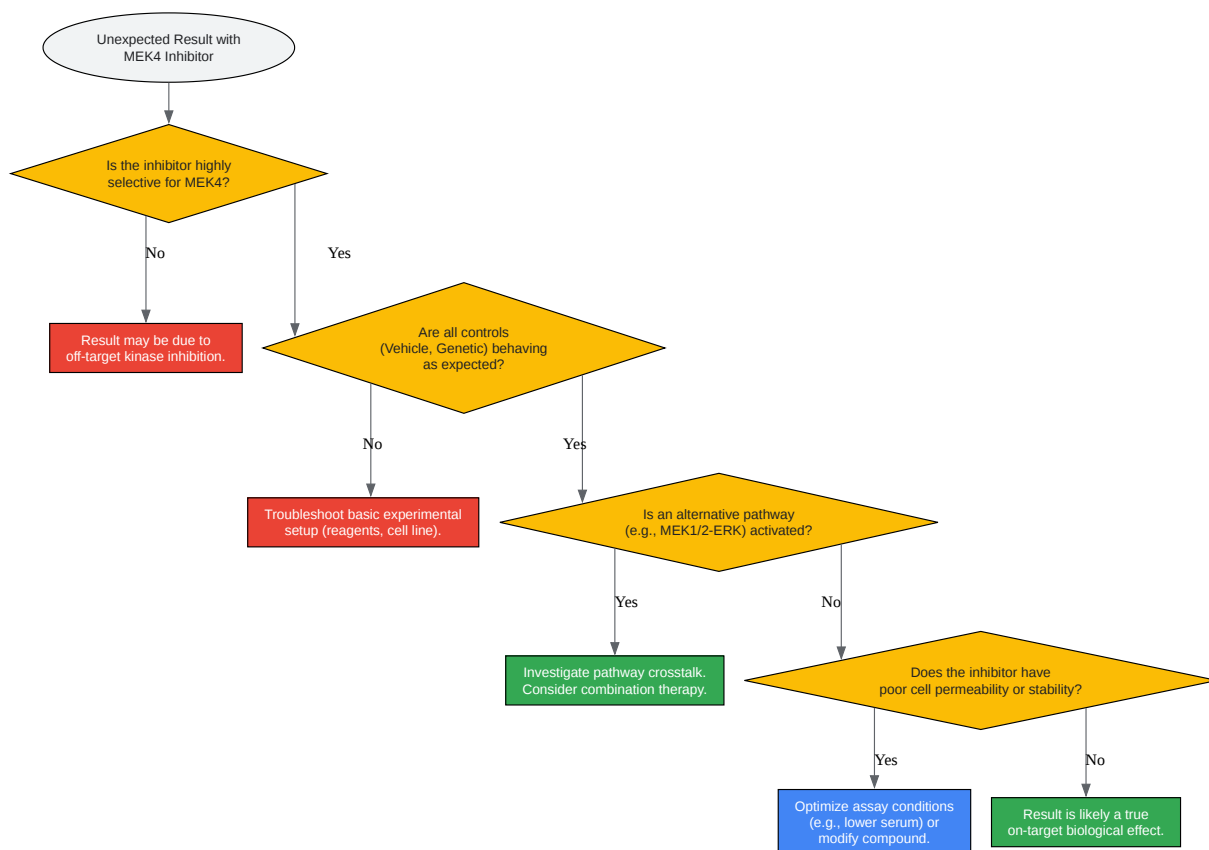 Unexpected Result with
MEK4 Inhibitor
Is the inhibitor highly
selective for MEK4?
No
Yes
Result may be due to
off-target kinase inhibition.
Are all controls
(Vehicle, Genetic) behaving
as expected?
No
Yes
Troubleshoot basic experimental
setup (reagents, cell line).
Is an alternative pathway
(e.g., MEK1/2-ERK) activated?
Yes
No
Investigate pathway crosstalk.
Consider combination therapy.
Does the inhibitor have
poor cell permeability or stability?
Yes
No
Optimize assay conditions
(e.g., lower serum) or
modify compound.
Result is likely a true
on-target biological effect.